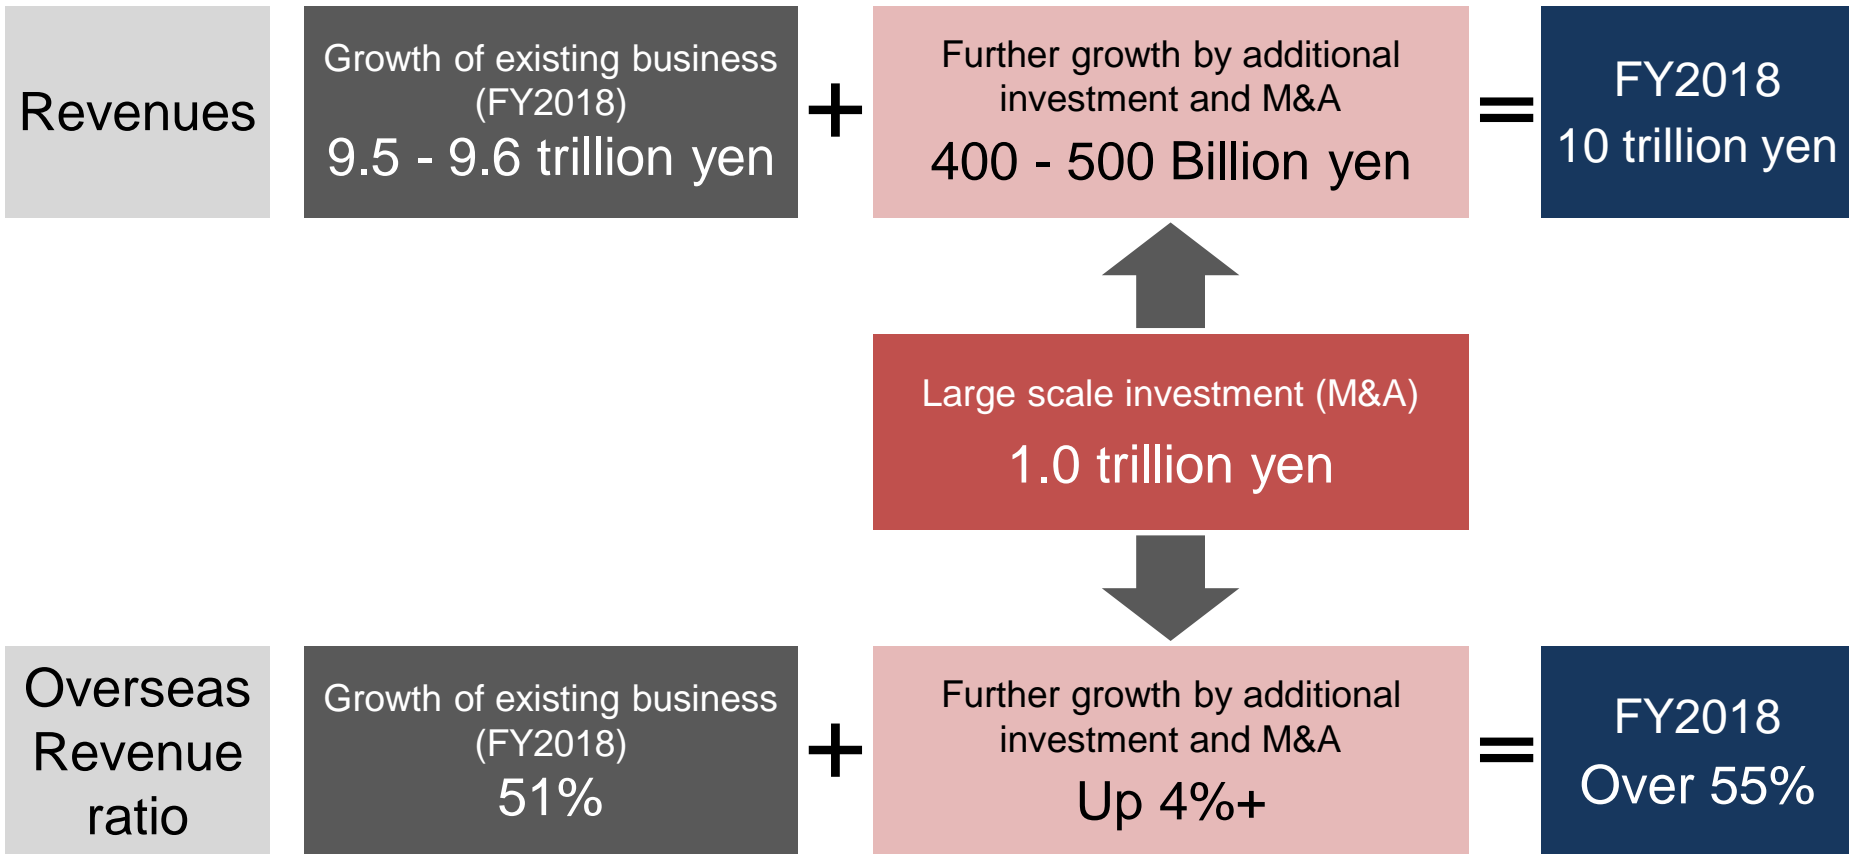 Revenues
Growth of existing business
(FY2018)
9.5 - 9.6 trillion yen
+
Further growth by additional
investment and M&A
400 - 500 Billion yen
=
FY2018
10 trillion yen
Large scale investment (M&A)
1.0 trillion yen
Overseas
Revenue
ratio
Growth of existing business
(FY2018)
51%
+
Further growth by additional
investment and M&A
Up 4%+
=
FY2018
Over 55%